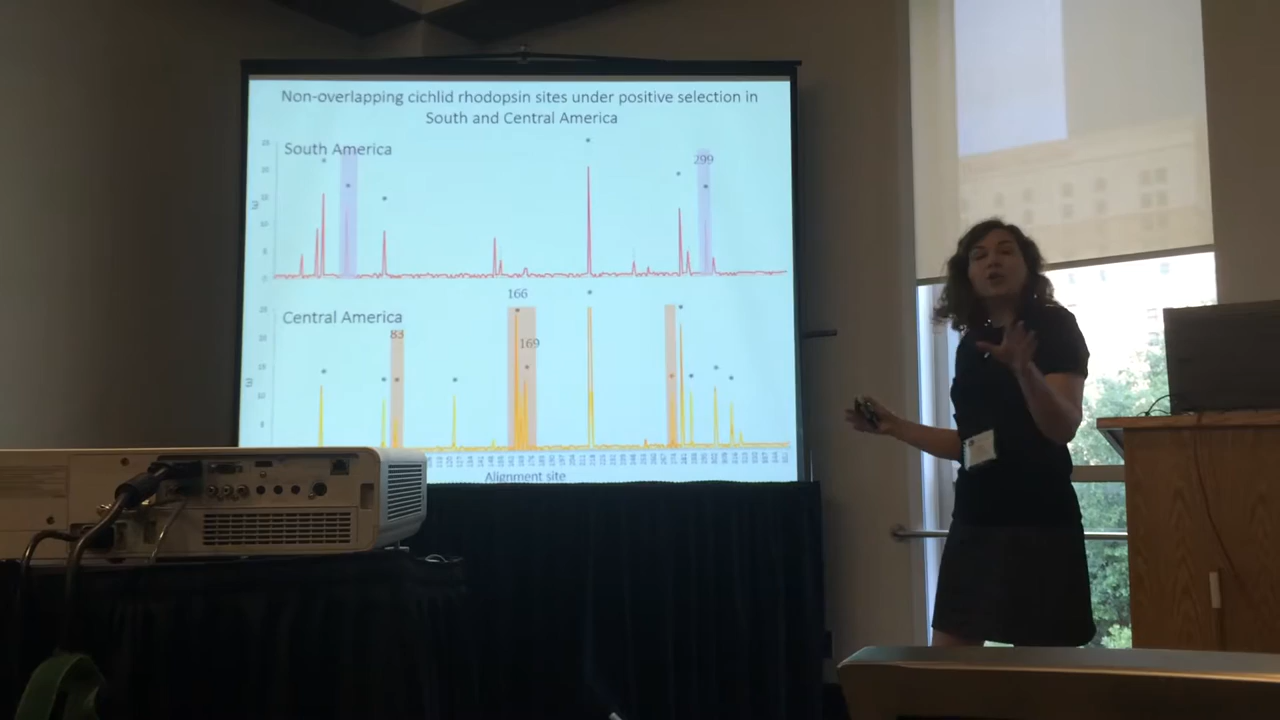 Non-overlapping cichlid rhodopsin sites under positive selection in
South and Central America
South America
299
166
Central America
83
169
Alignment site